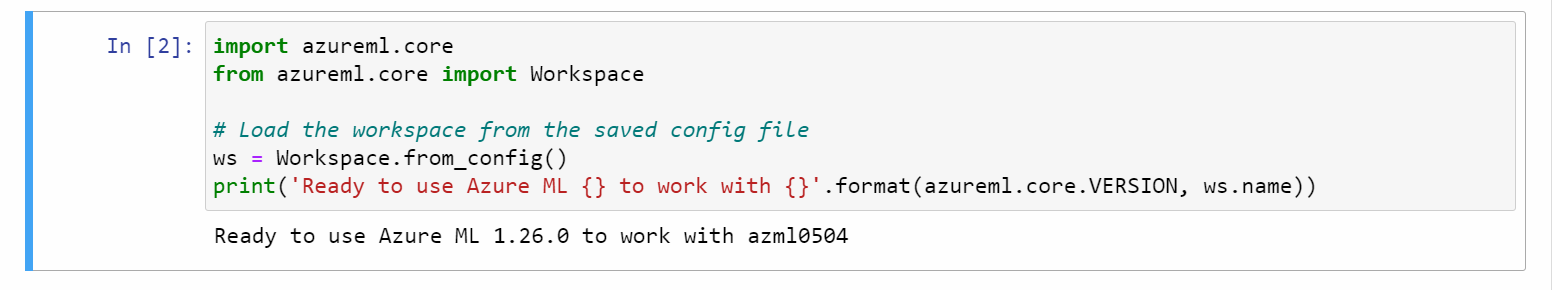 In [2]: import azureml.core
from azureml.core import Workspace
# Load the workspace from the saved config file
ws = Workspace.from_config()
print('Ready to use Azure ML {} to work with {}'.format(azureml.core.VERSION, ws.name))
Ready to use Azure ML 1.26.0 to work with azml0504